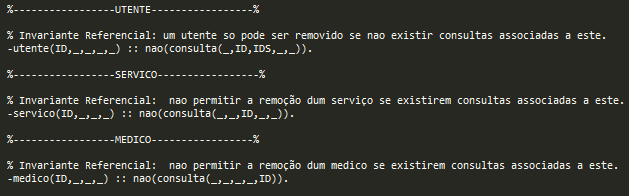 %-----------------UTENTE-----------------%
% Invariante Referencial: um utente so pode ser removido se nao existir consultas associadas a este.
-utente(ID,_,_,_,_) :: nao(consulta(_,ID,IDS,_,_)).
%-----------------SERVICO-----------------%
% Invariante Referencial:  nao permitir a remoção dum serviço se existirem consultas associadas a este.
-servico(ID,_,_,_) :: nao(consulta(_,_,ID,_,_)).
%-----------------MEDICO-----------------%
% Invariante Referencial:  nao permitir a remoção dum medico se existirem consultas associadas a este.
-medico(ID,_,_,_) :: nao(consulta(_,_,_,_,ID)).